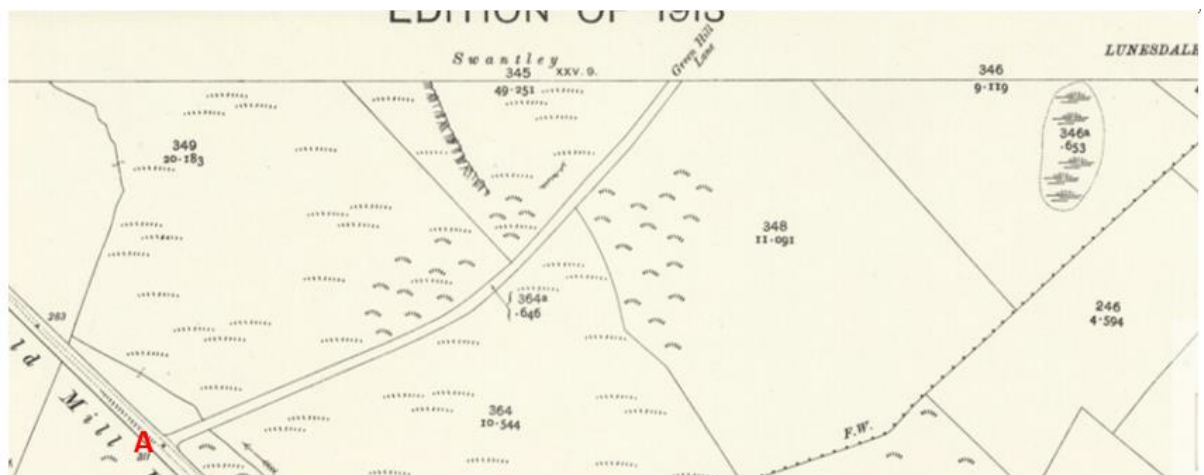 EDITION OF 1913
Swantley
345 XXV. 9.
49·251
Green Hill
Lane
346
9·119
LUNESDALE
349
20·183
346a
·653
348
11·091
364a
·646
246
4·594
283
ld Mill
364
10·544
F.W.
A